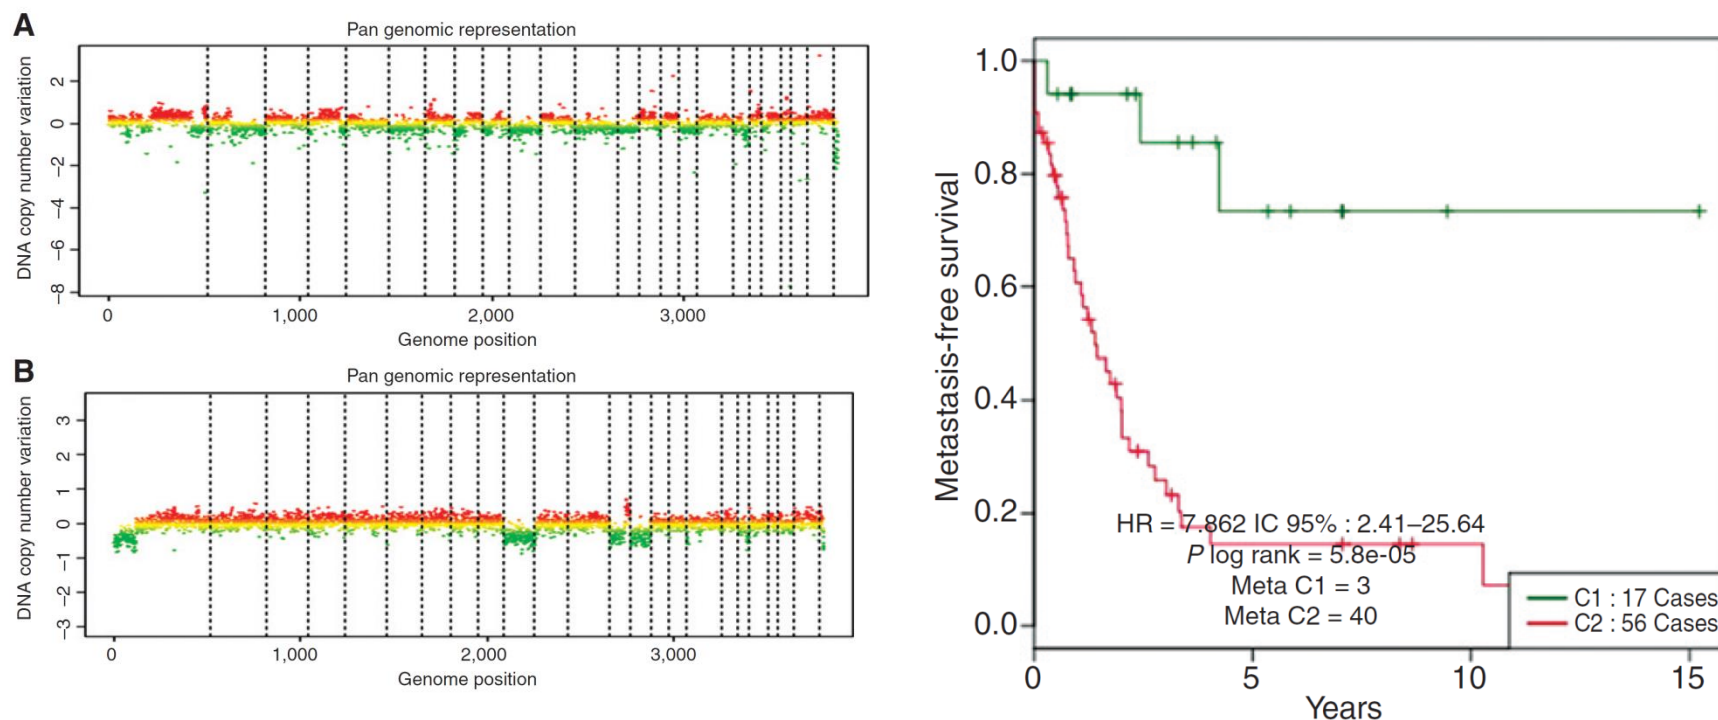 A
Pan genomic representation
DNA copy number variation
2
0
−2
−4
−6
−8
0
1,000
2,000
3,000
Genome position
B
Pan genomic representation
DNA copy number variation
3
2
1
0
−1
−2
−3
0
1,000
2,000
3,000
Genome position
Metastasis-free survival
1.0
0.8
0.6
0.4
0.2
0.0
HR = 7.862 IC 95% : 2.41–25.64
P log rank = 5.8e-05
Meta C1 = 3
Meta C2 = 40
C1 : 17 Cases
C2 : 56 Cases
0
5
10
15
Years